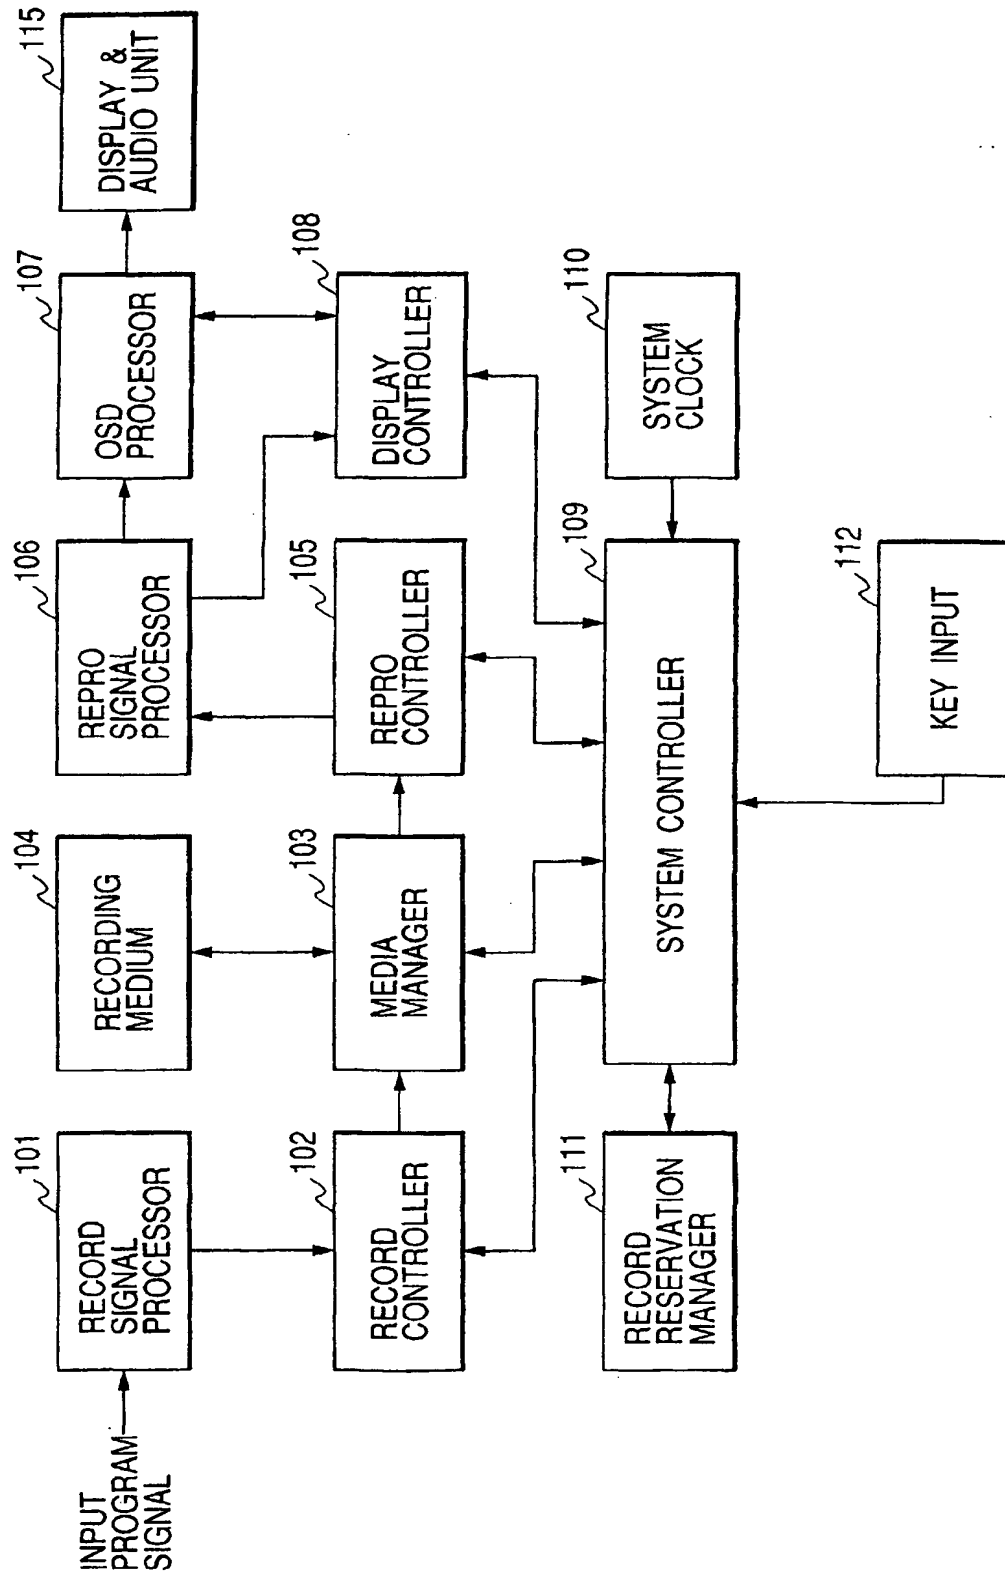 INPUT
PROGRAM
SIGNAL
101
RECORD
SIGNAL
PROCESSOR
104
RECORDING
MEDIUM
106
REPRO
SIGNAL
PROCESSOR
107
OSD
PROCESSOR
115
DISPLAY &
AUDIO UNIT
102
RECORD
CONTROLLER
103
MEDIA
MANAGER
105
REPRO
CONTROLLER
108
DISPLAY
CONTROLLER
111
RECORD
RESERVATION
MANAGER
109
SYSTEM CONTROLLER
110
SYSTEM
CLOCK
112
KEY INPUT